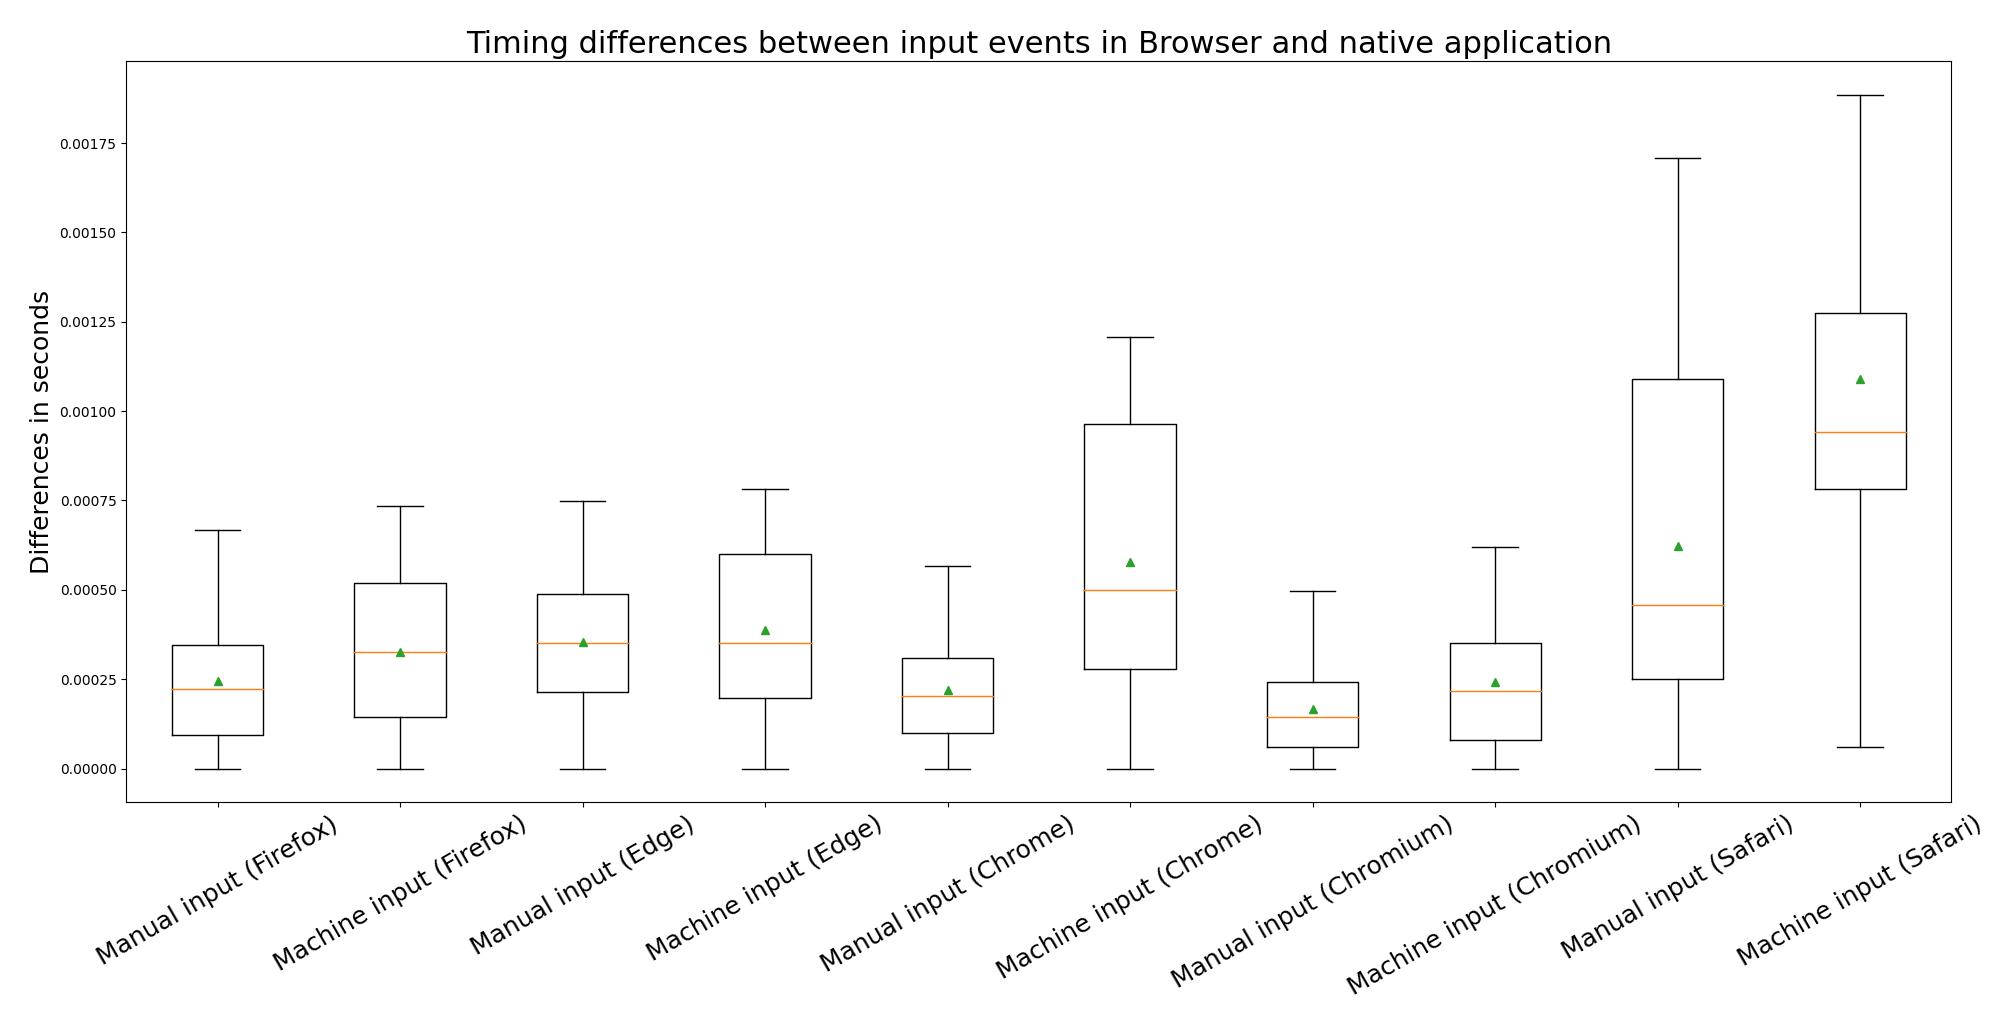 Timing differences between input events in Browser and native application
Differences in seconds
0.00175
0.00150
0.00125
0.00100
0.00075
0.00050
0.00025
0.00000
Manual input (Firefox)
Machine input (Firefox)
Manual input (Edge)
Machine input (Edge)
Manual input (Chrome)
Machine input (Chrome)
Manual input (Chromium)
Machine input (Chromium)
Manual input (Safari)
Machine input (Safari)